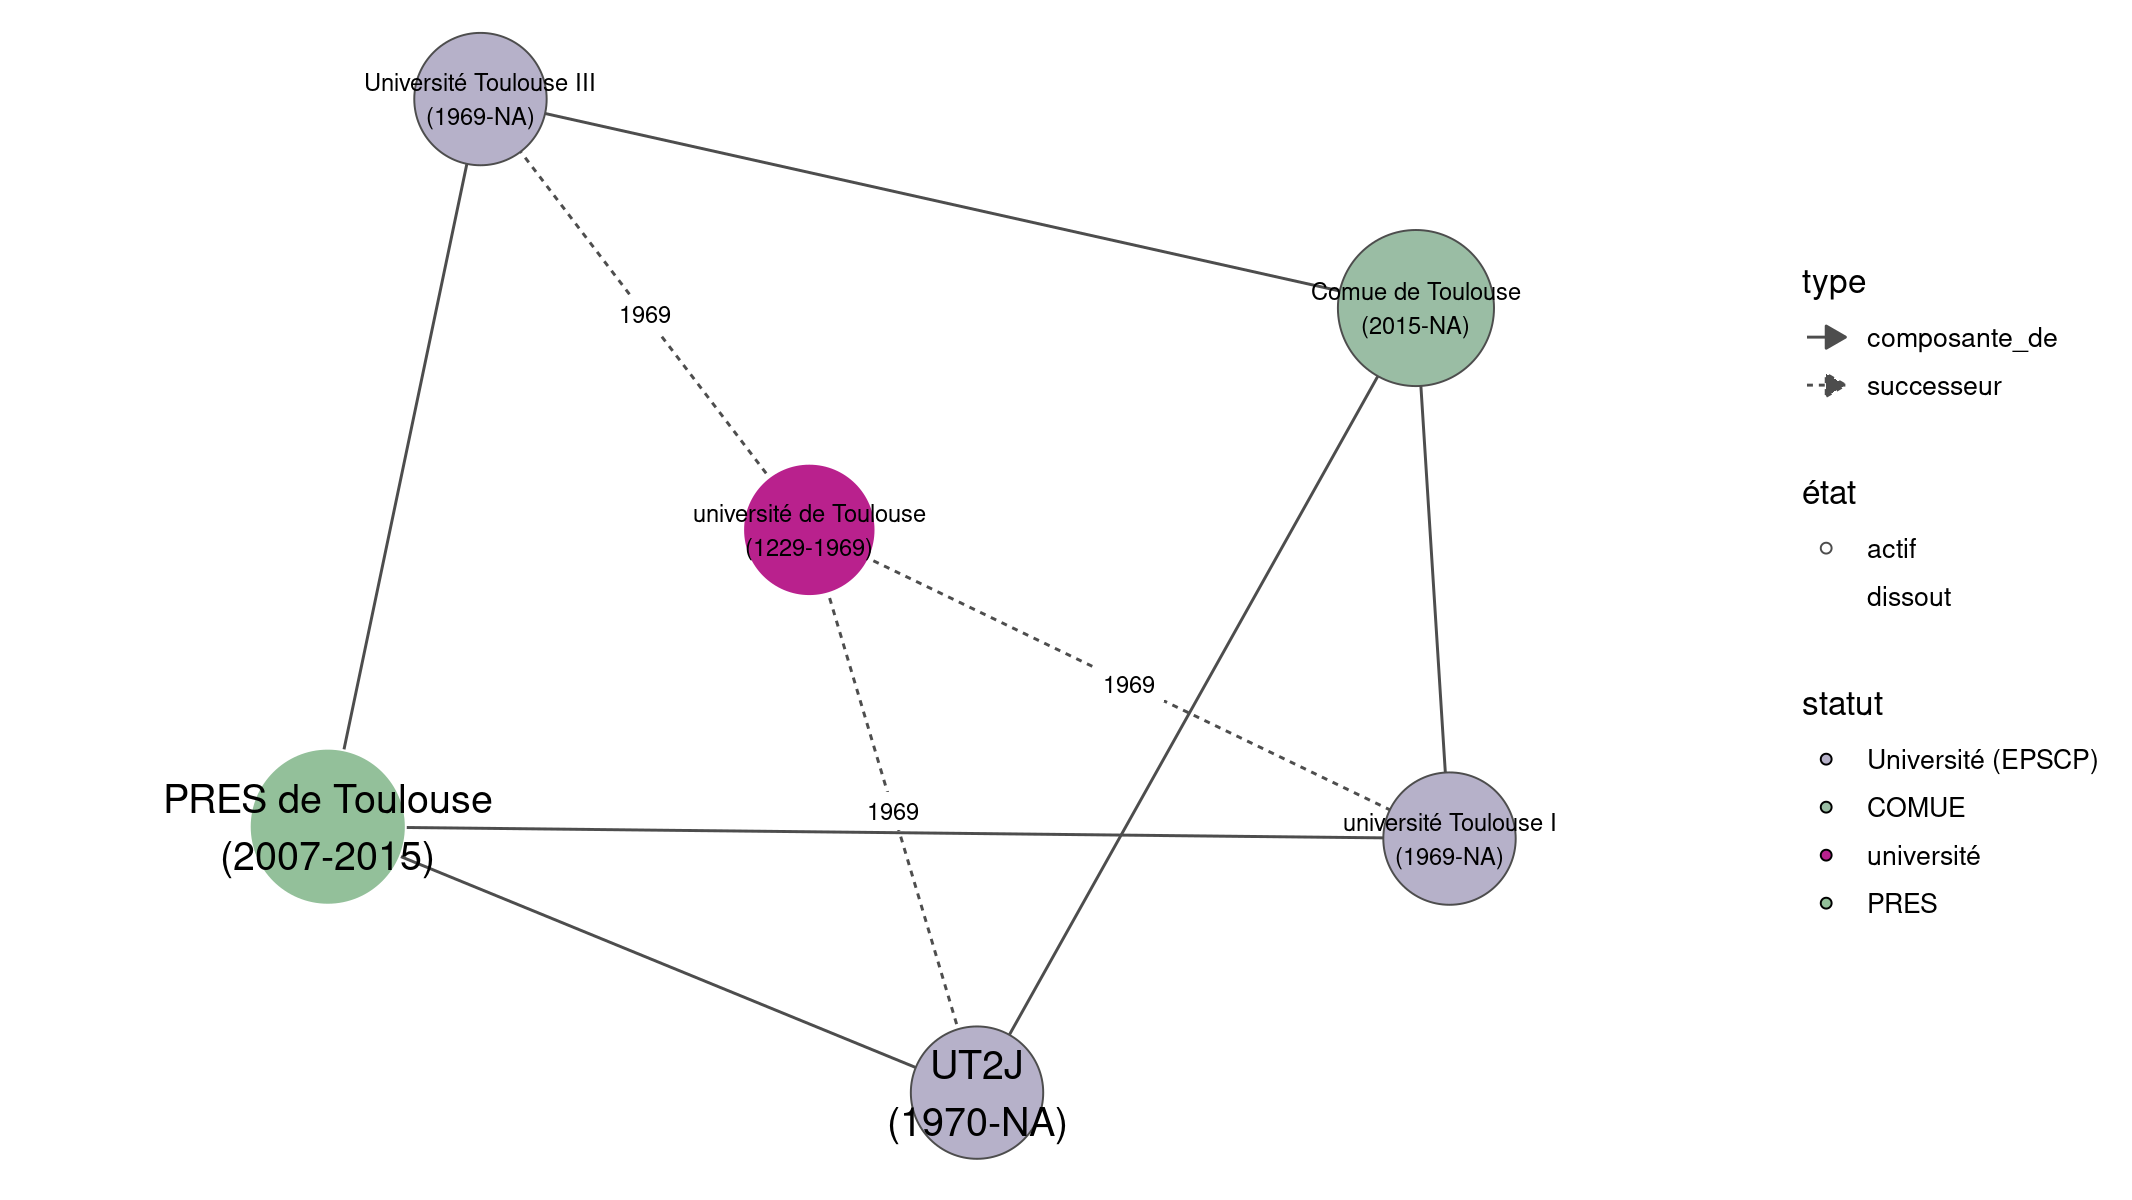 Université Toulouse III
(1969-NA)
Comue de Toulouse
(2015-NA)
1969
université de Toulouse
(1229-1969)
1969
PRES de Toulouse
(2007-2015)
1969
université Toulouse I
(1969-NA)
UT2J
(1970-NA)
type
composante_de
successeur
état
actif
dissout
statut
Université (EPSCP)
COMUE
université
PRES